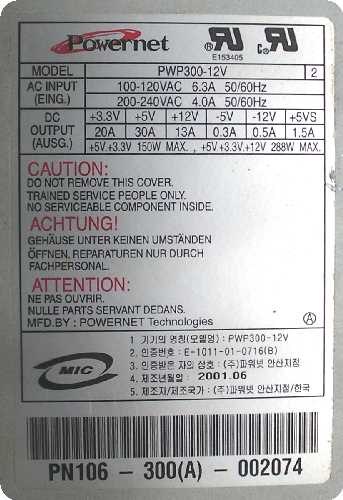 Powernet
E153405
MODEL PWP300-12V 2
AC INPUT 100-120VAC 6.3A 50/60Hz
(EING.) 200-240VAC 4.0A 50/60Hz
DC +3.3V +5V +12V -5V -12V +5VS
OUTPUT 20A 30A 13A 0.3A 0.5A 1.5A
(AUSG.) +5V,+3.3V 150W MAX. , +5V,+3.3V,+12V 288W MAX.
CAUTION:
DO NOT REMOVE THIS COVER.
TRAINED SERVICE PEOPLE ONLY.
NO SERVICEABLE COMPONENT INSIDE.
ACHTUNG!
GEHÄUSE UNTER KEINEN UMSTÄNDEN
ÖFFNEN, REPARATUREN NUR DURCH
FACHPERSONAL.
ATTENTION:
NE PAS OUVRIR.
NULLE PARTS SERVANT DEDANS.
MFD.BY : POWERNET Technologies A
1. 기기의 명칭(모델명) : PWP300-12V
2. 인증번호 : E-1011-01-0716(B)
3. 인증받은 자의 상호 : (주)파워넷 안산지점
4. 제조년월일 : 2001.06
5. 제조자/제조국가 : (주)파워넷 안산지점/한국
MIC
PN106 - 300(A) - 002074